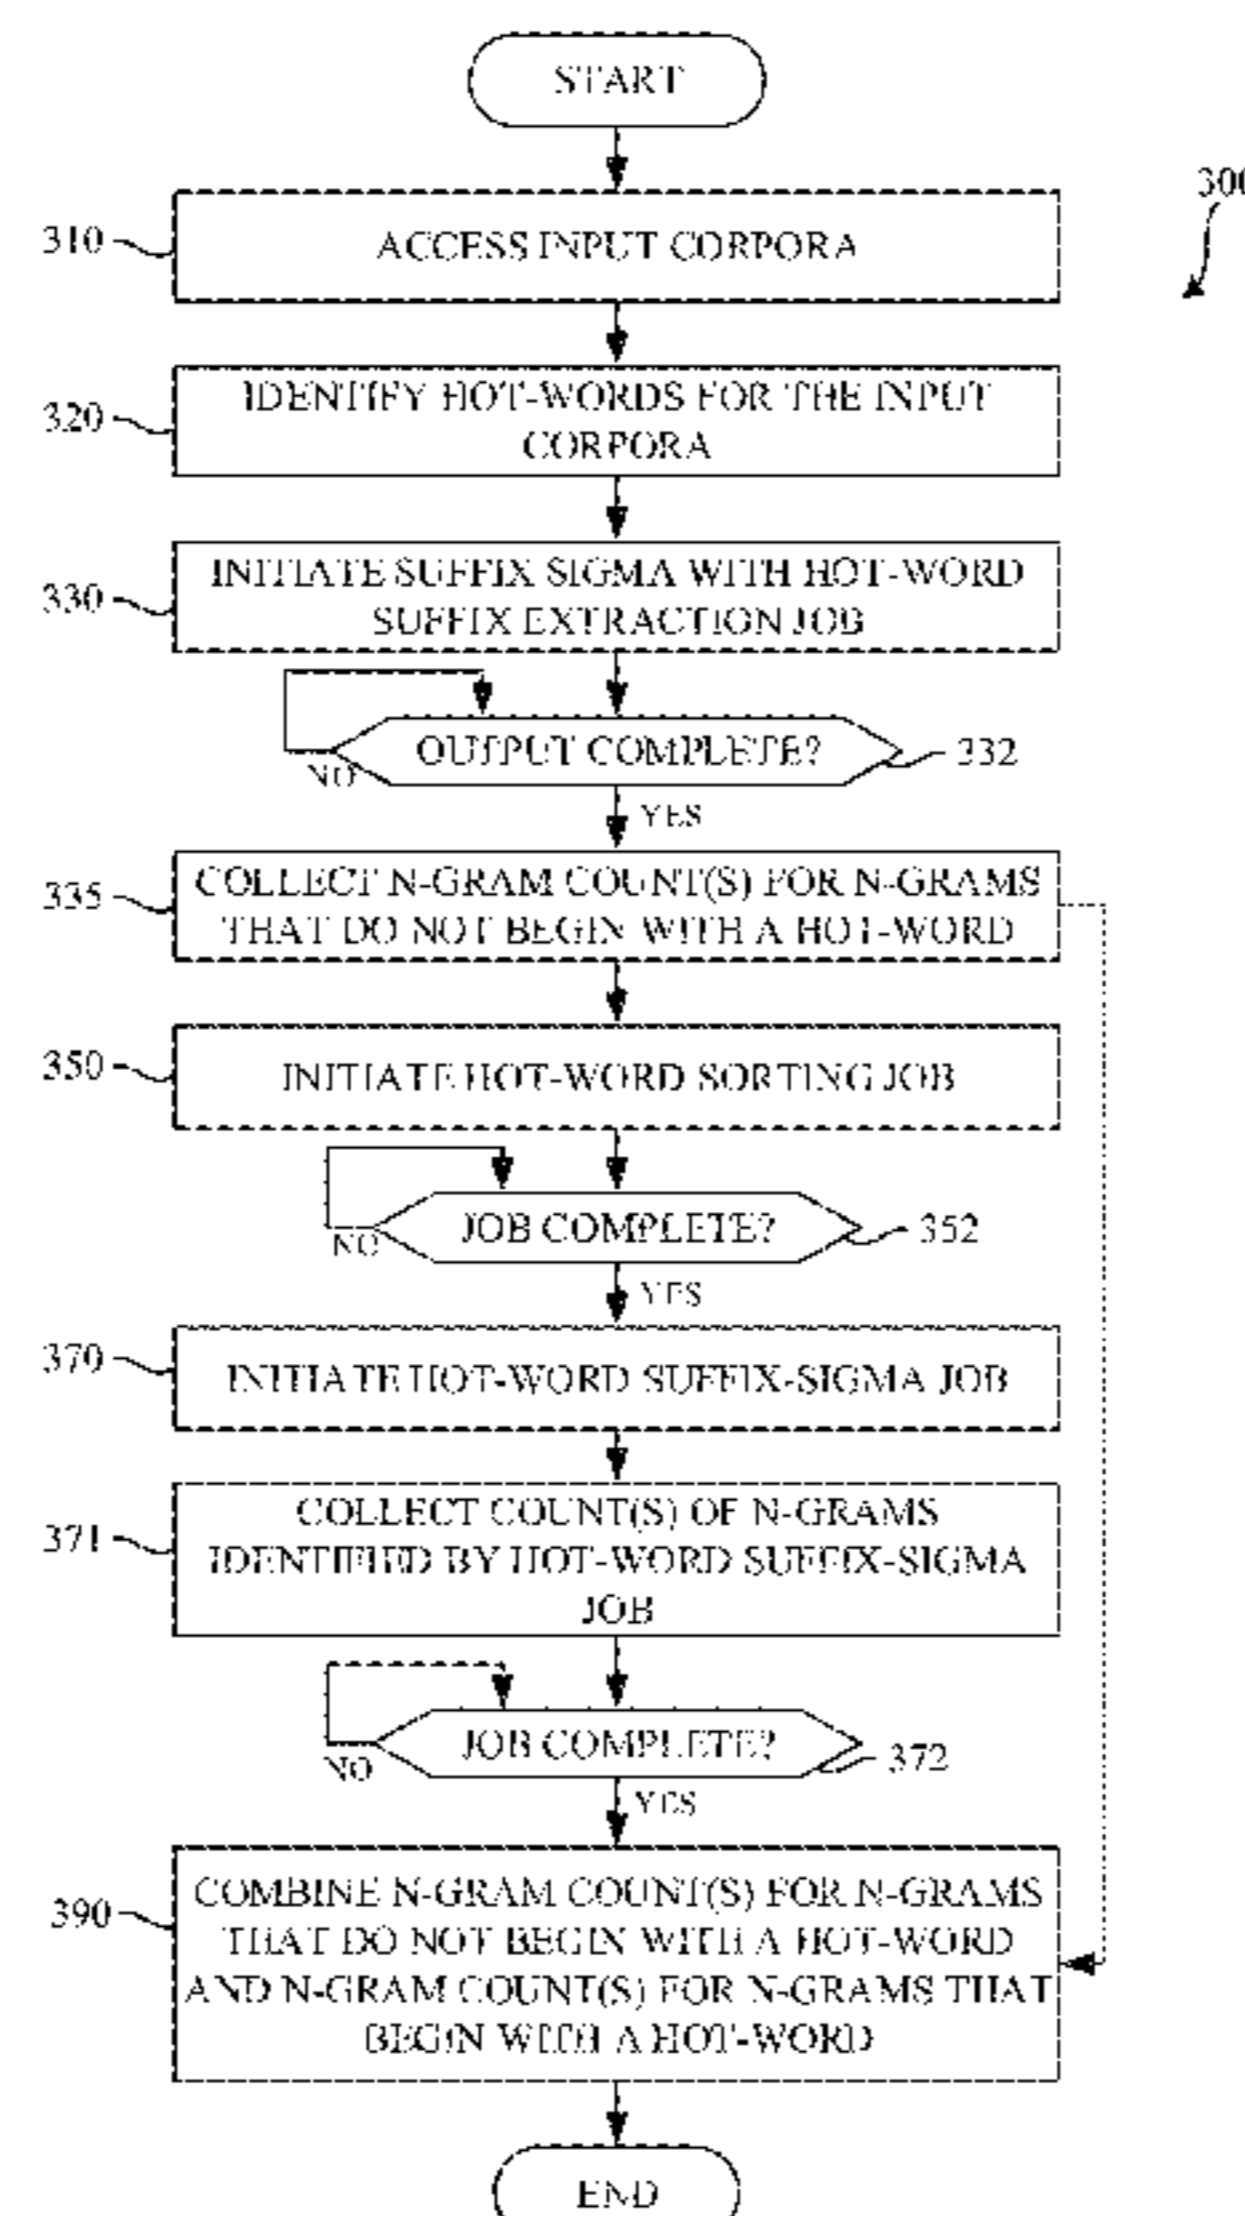 START
300
310
ACCESS INPUT CORPORA
320
IDENTIFY HOT-WORDS FOR THE INPUT
CORPORA
330
INITIATE SUFFIX SIGMA WITH HOT-WORD
SUFFIX EXTRACTION JOB
OUTPUT COMPLETE?
332
NO
YES
335
COLLECT N-GRAM COUNT(S) FOR N-GRAMS
THAT DO NOT BEGIN WITH A HOT-WORD
350
INITIATE HOT-WORD SORTING JOB
JOB COMPLETE?
352
NO
YES
370
INITIATE HOT-WORD SUFFIX-SIGMA JOB
371
COLLECT COUNT(S) OF N-GRAMS
IDENTIFIED BY HOT-WORD SUFFIX-SIGMA
JOB
JOB COMPLETE?
372
NO
YES
390
COMBINE N-GRAM COUNT(S) FOR N-GRAMS
THAT DO NOT BEGIN WITH A HOT-WORD
AND N-GRAM COUNT(S) FOR N-GRAMS THAT
BEGIN WITH A HOT-WORD
END